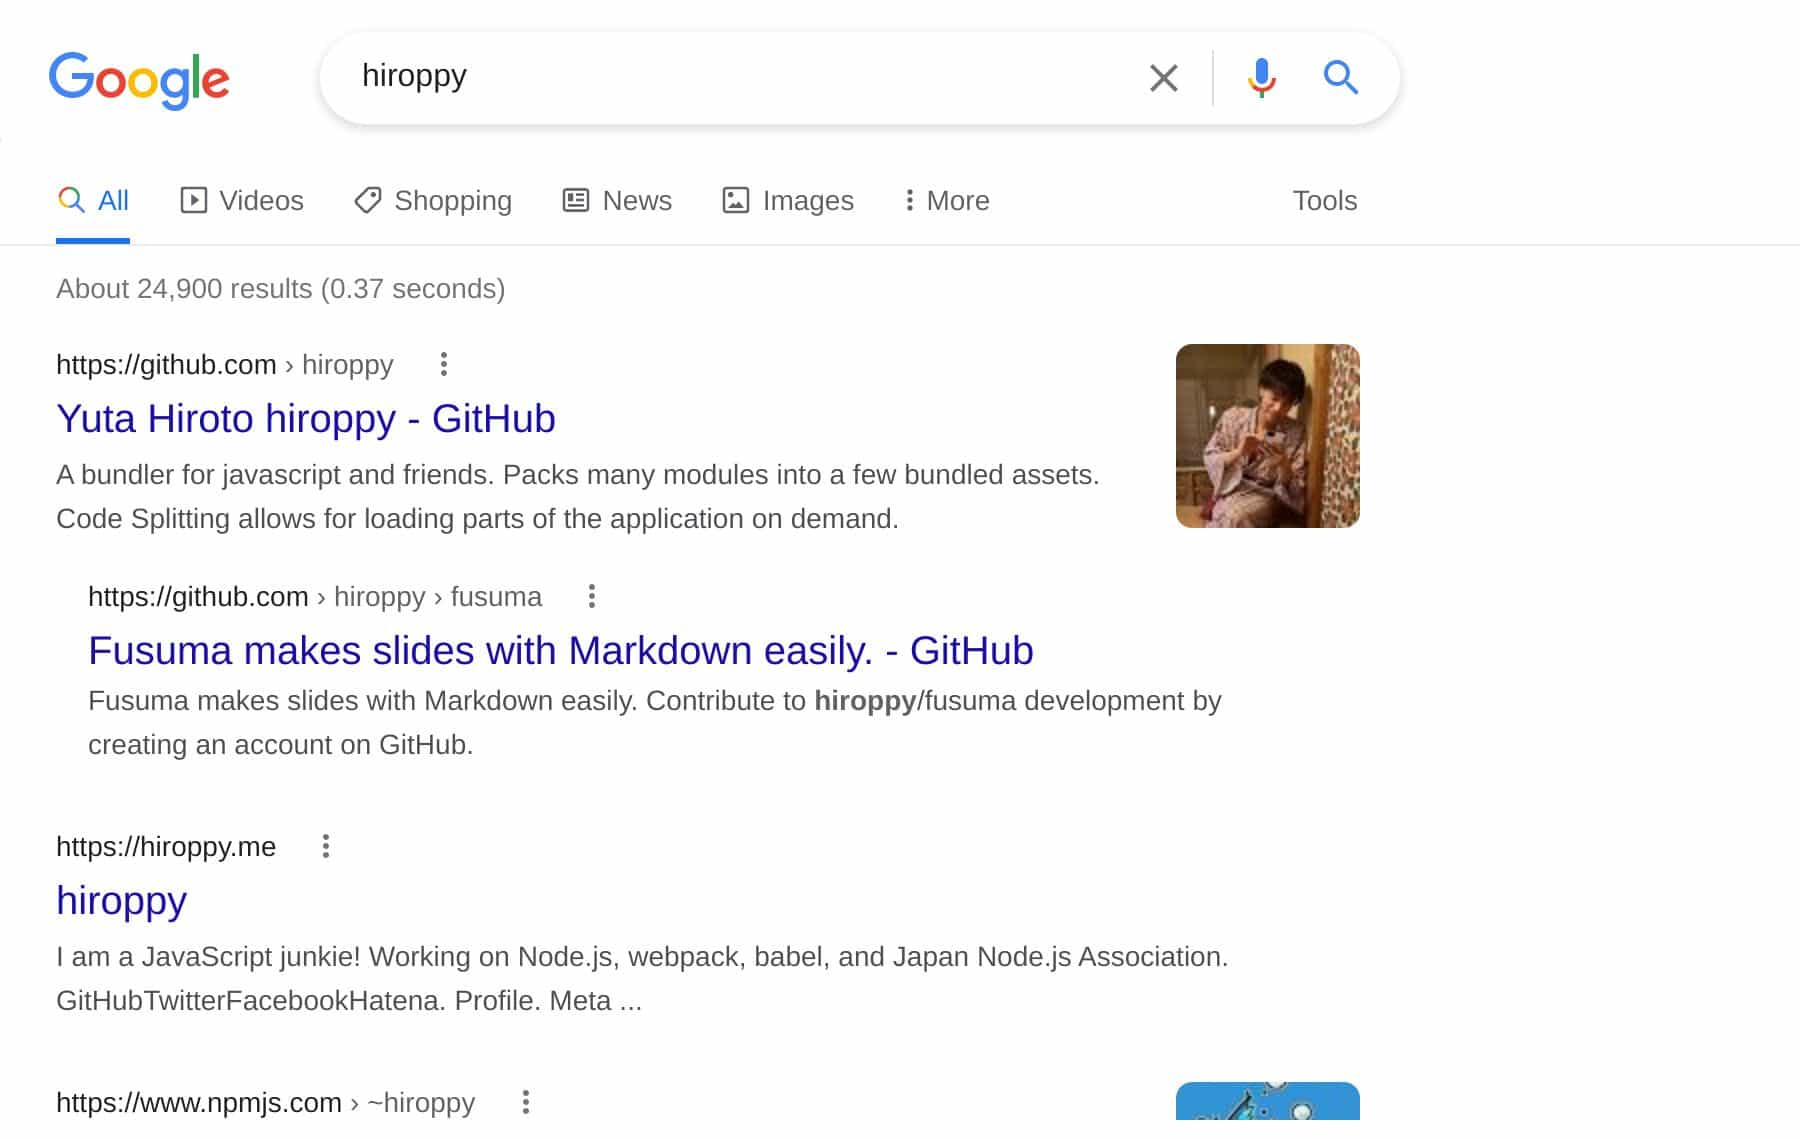 Google
hiroppy
All
Videos
Shopping
News
Images
More
Tools
About 24,900 results (0.37 seconds)
https://github.com › hiroppy
Yuta Hiroto hiroppy - GitHub
A bundler for javascript and friends. Packs many modules into a few bundled assets.
Code Splitting allows for loading parts of the application on demand.
https://github.com › hiroppy › fusuma
Fusuma makes slides with Markdown easily. - GitHub
Fusuma makes slides with Markdown easily. Contribute to hiroppy/fusuma development by
creating an account on GitHub.
https://hiroppy.me
hiroppy
I am a JavaScript junkie! Working on Node.js, webpack, babel, and Japan Node.js Association.
GitHubTwitterFacebookHatena. Profile. Meta ...
https://www.npmjs.com › ~hiroppy